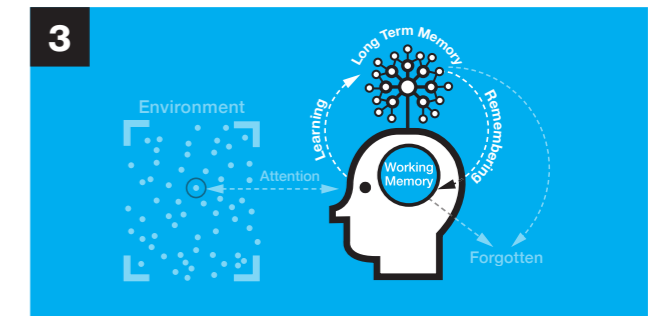 3
Long Term Memory
Environment
Learning
Remembering
Attention
Working
Memory
Forgotten